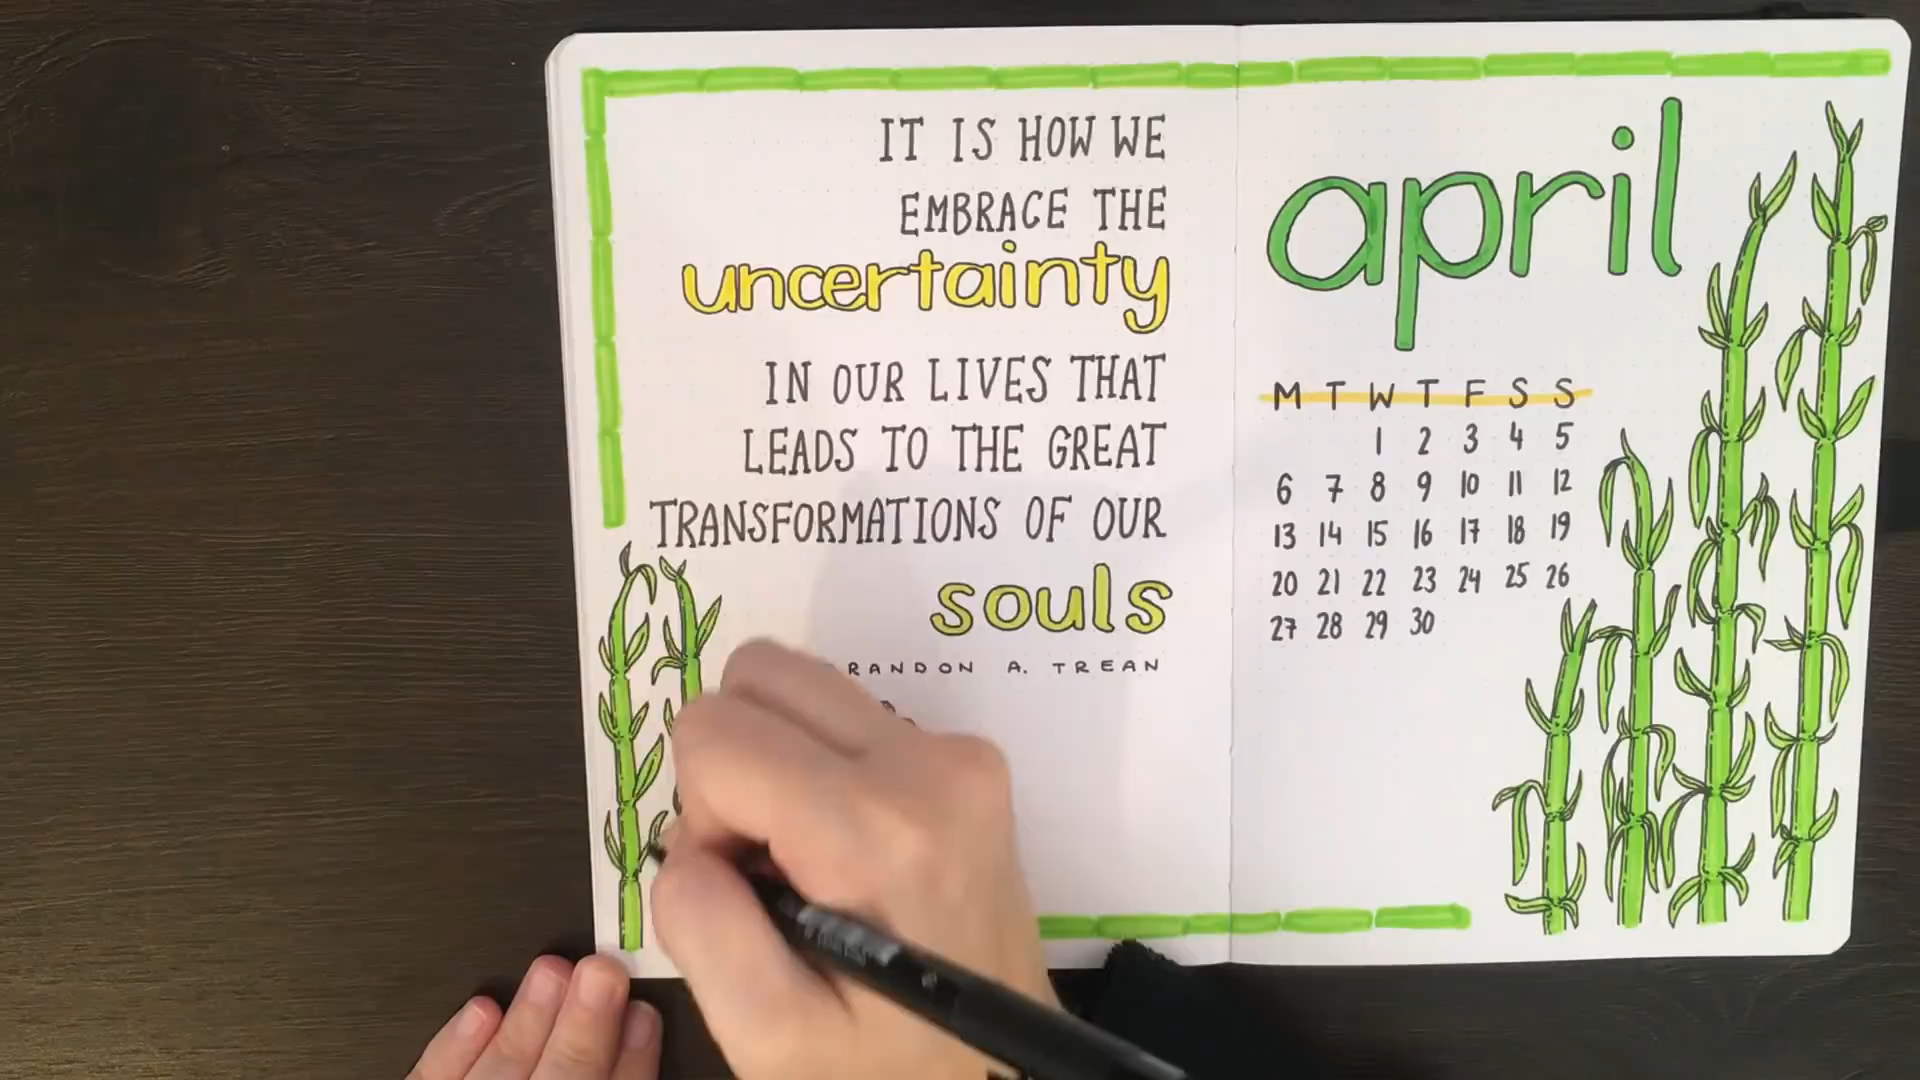 IT IS HOW WE
EMBRACE THE
uncertainty
IN OUR LIVES THAT
LEADS TO THE GREAT
TRANSFORMATIONS OF OUR
souls
RANDON A. TREAN
april
M T W T F S S
1 2 3 4 5
6 7 8 9 10 11 12
13 14 15 16 17 18 19
20 21 22 23 24 25 26
27 28 29 30